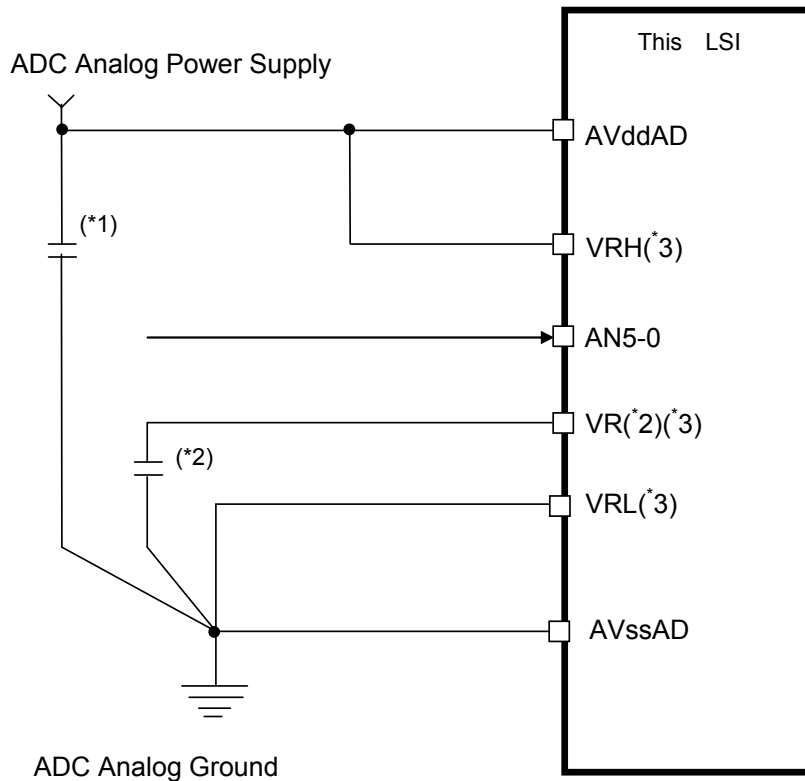 This LSI
ADC Analog Power Supply
AVddAD
(*1)
VRH(*3)
AN5-0
VR(*2)(*3)
(*2)
VRL(*3)
AVssAD
ADC Analog Ground